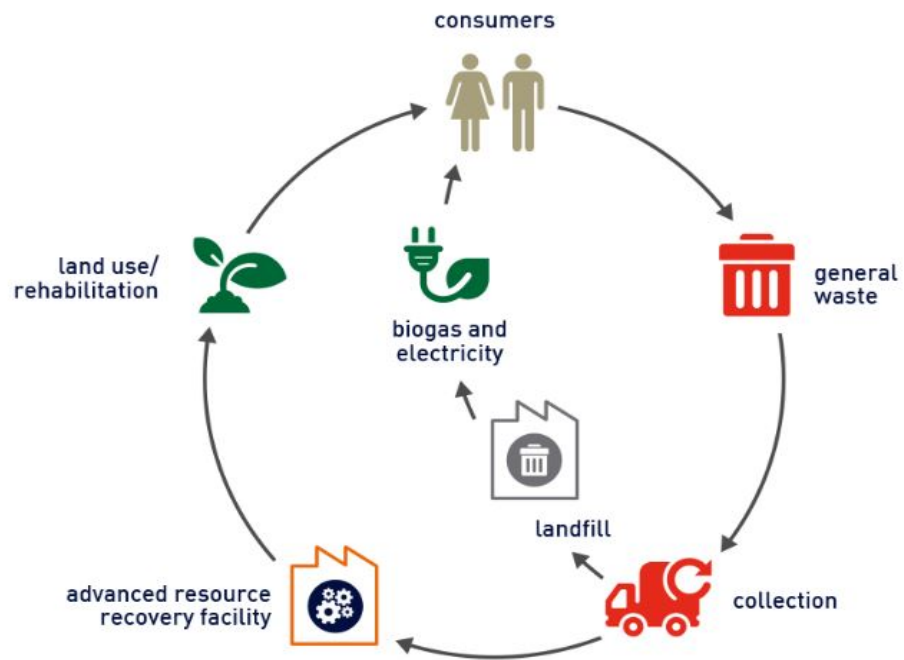 consumers
general
waste
collection
landfill
biogas and
electricity
advanced resource
recovery facility
land use/
rehabilitation